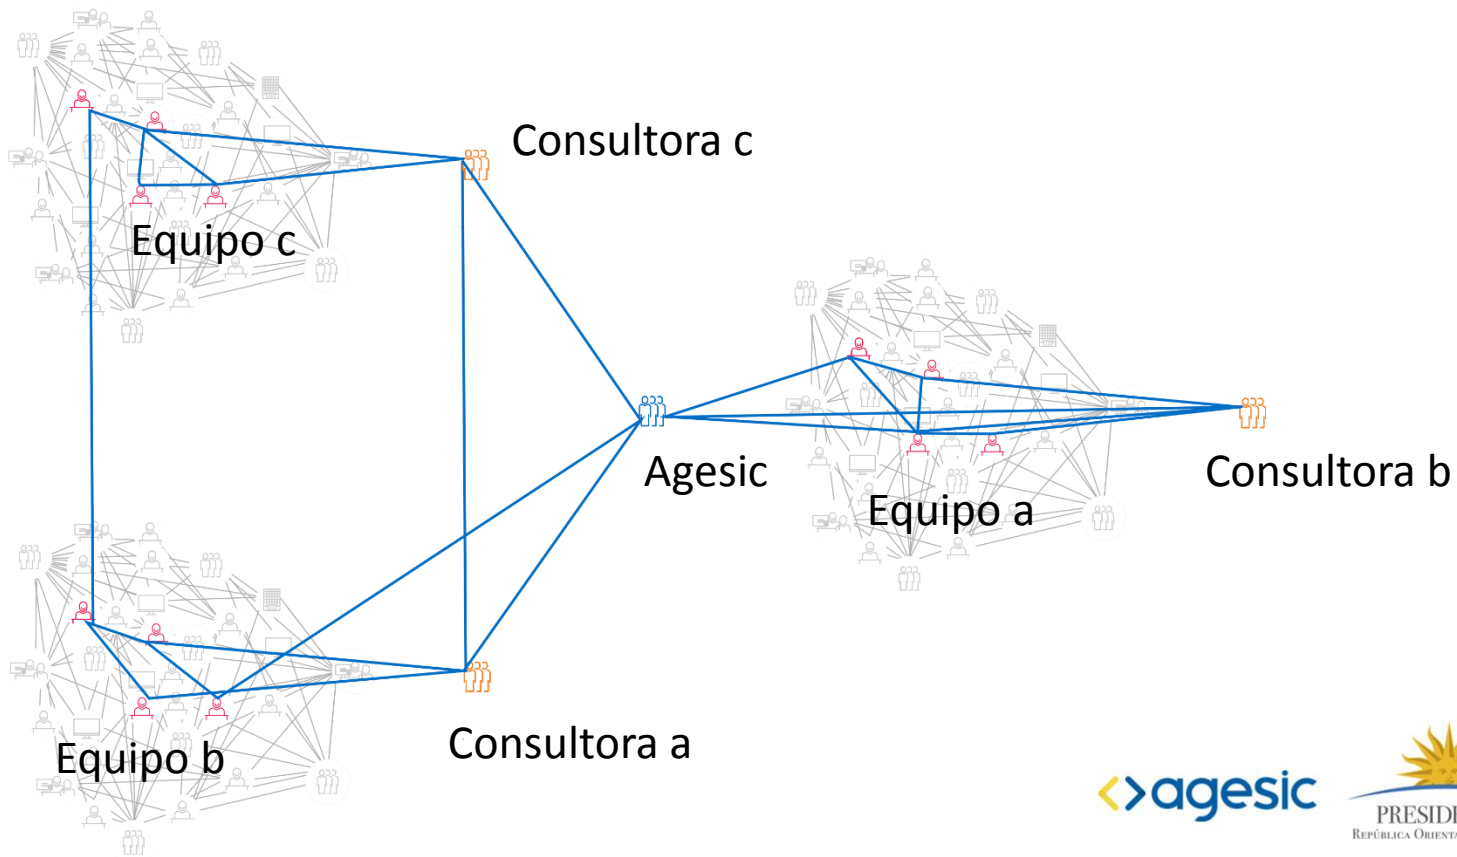 Consultora c
Equipo c
Agesic
Consultora b
Equipo a
Equipo b
Consultora a
agesic